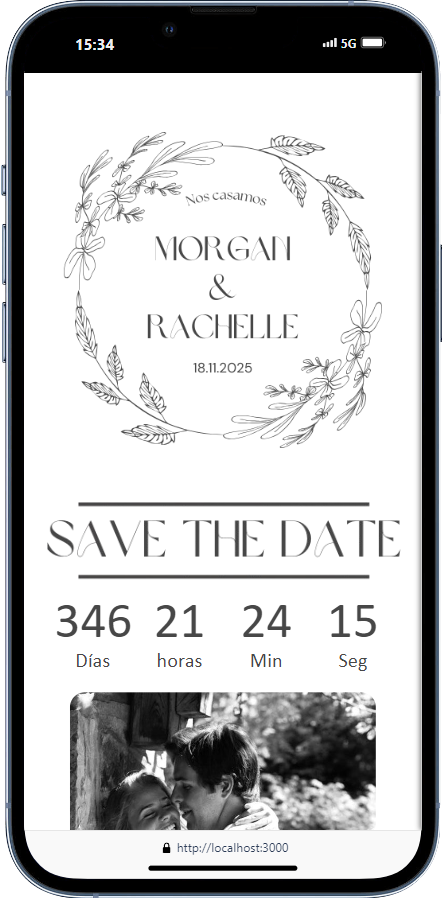 15:34
5G
Nos casamos
MORGAN
&
RACHELLE
18.11.2025
SAVE THE DATE
346 21 24 15
Días horas Min Seg
http://localhost:3000